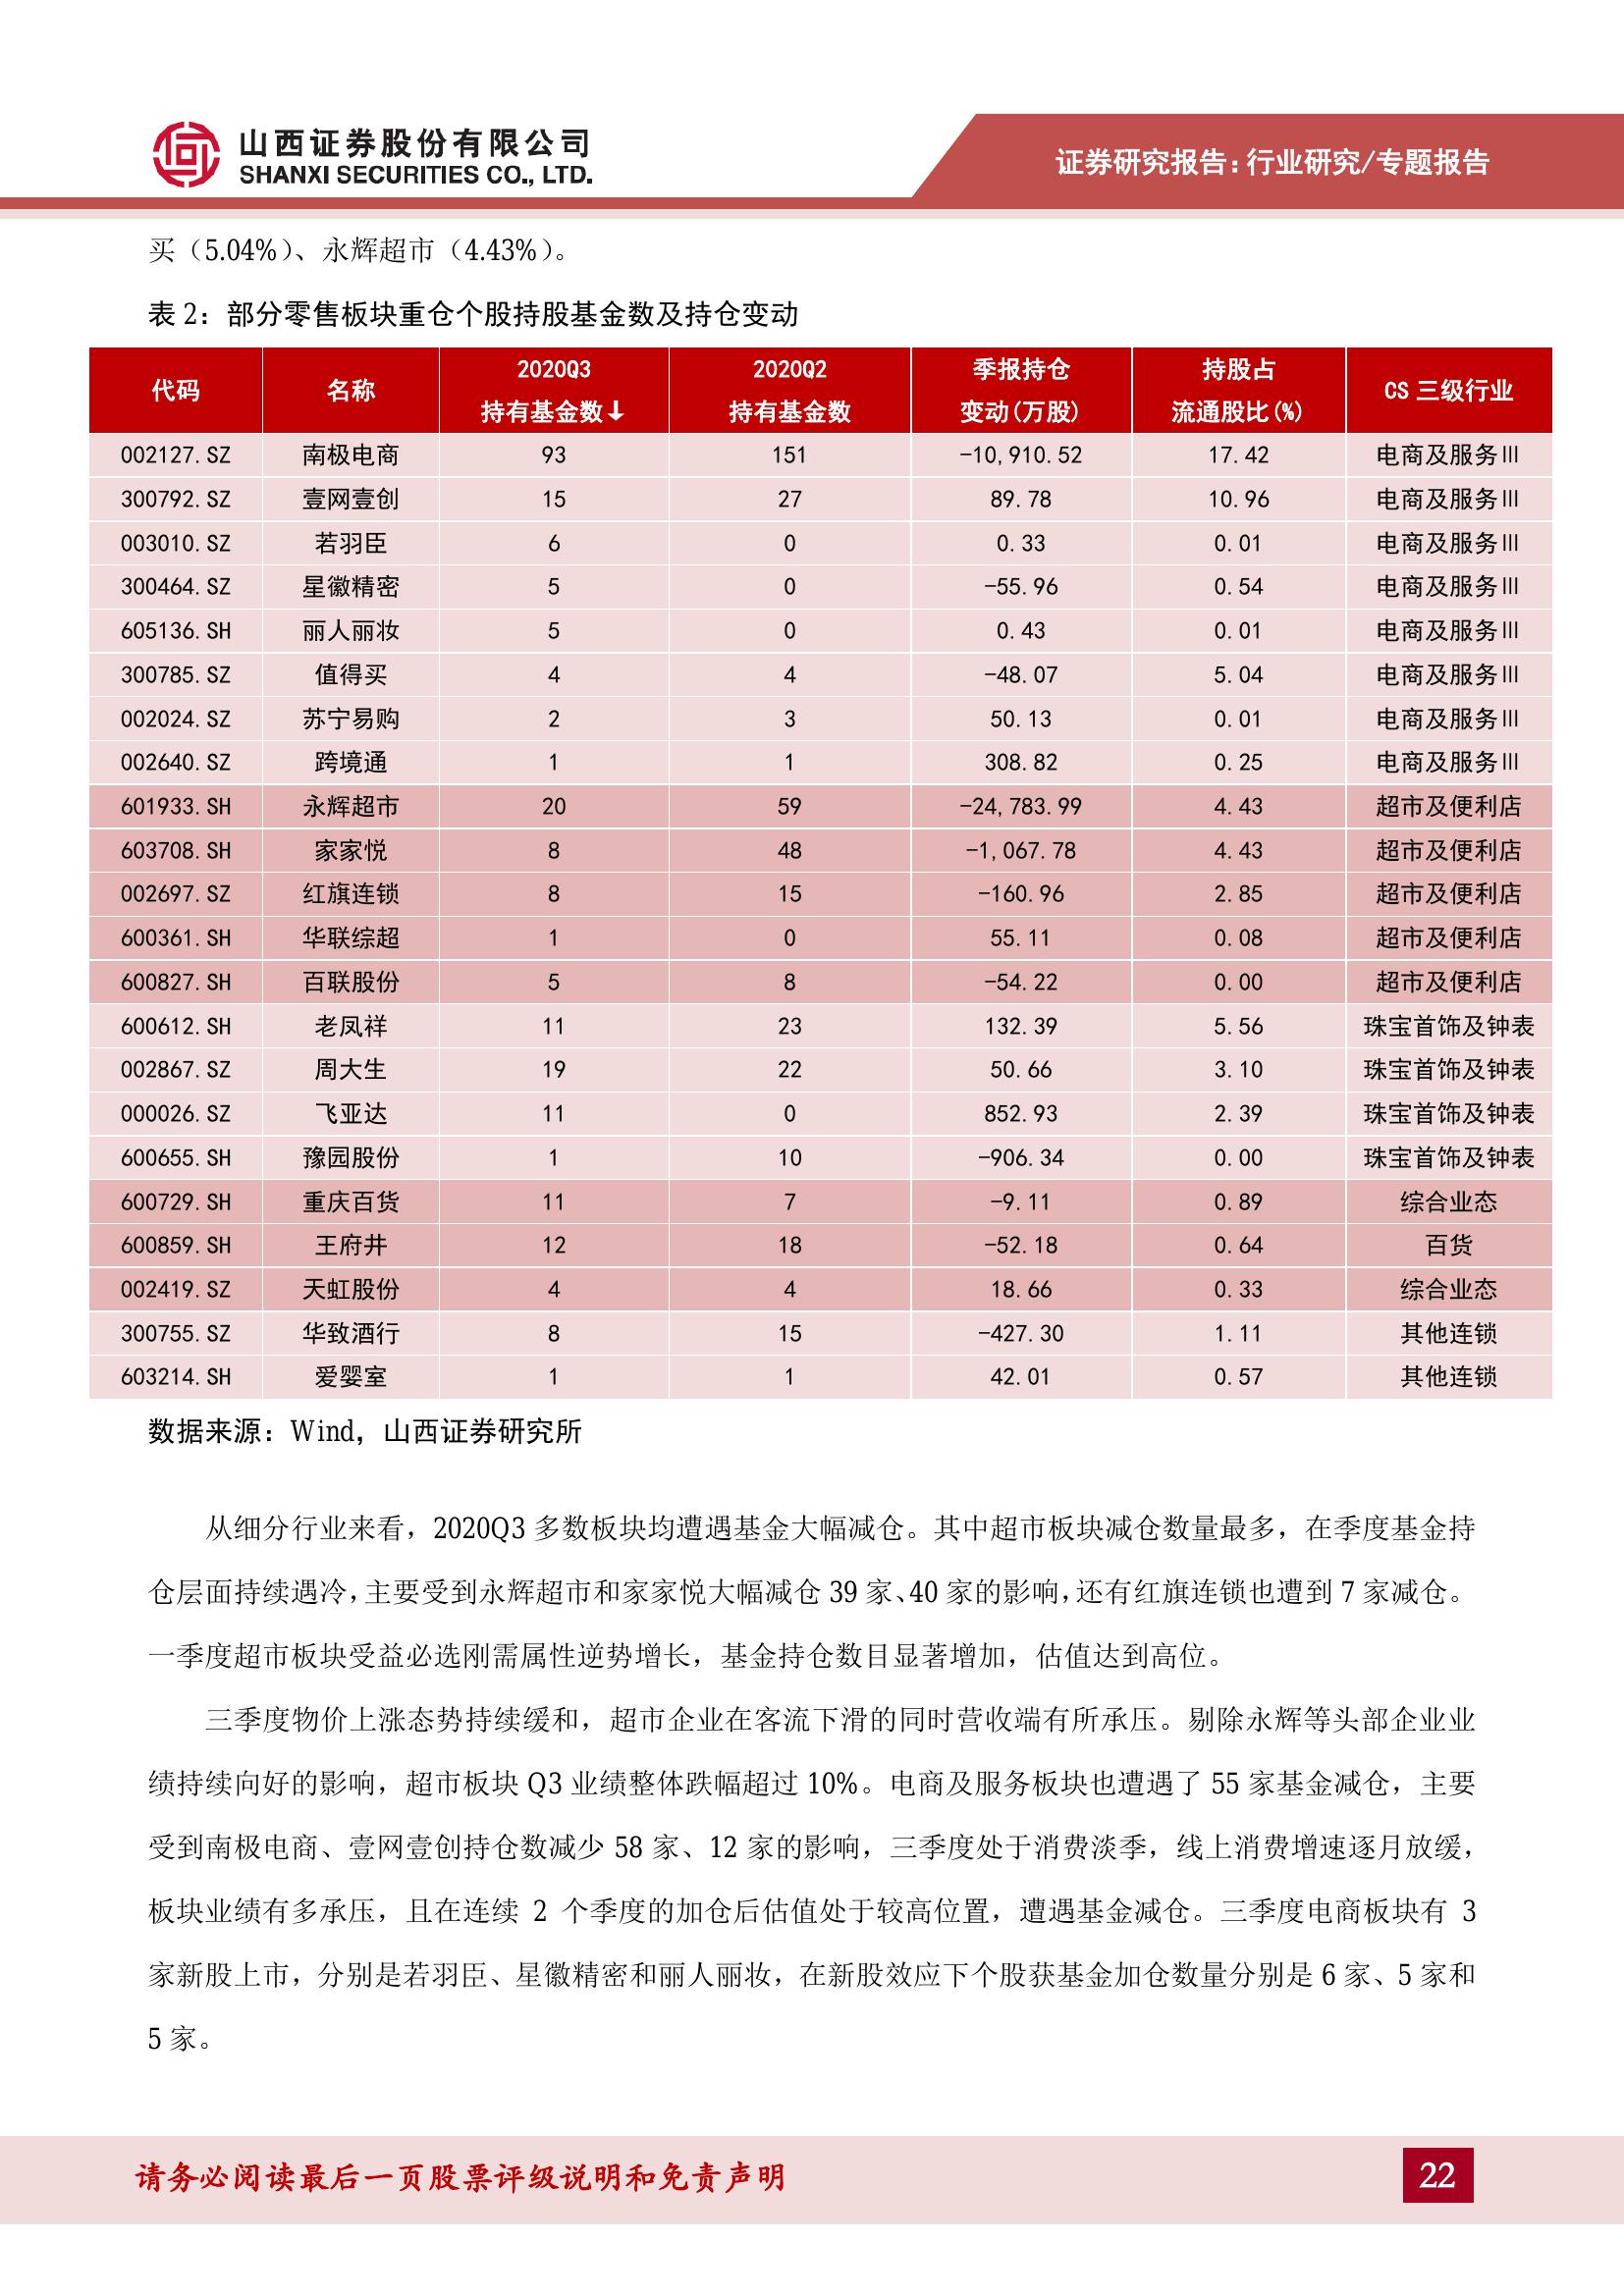 山西证券股份有限公司
SHANXI SECURITIES CO., LTD.
证券研究报告：行业研究/专题报告
买（5.04%）、永辉超市（4.43%）。
表 2：部分零售板块重仓个股持股基金数及持仓变动
代码 名称 2020Q3 持有基金数↓ 2020Q2 持有基金数 季报持仓变动(万股) 持股占流通股比(%) CS 三级行业
002127.SZ 南极电商 93 151 -10,910.52 17.42 电商及服务Ⅲ
300792.SZ 壹网壹创 15 27 89.78 10.96 电商及服务Ⅲ
003010.SZ 若羽臣 6 0 0.33 0.01 电商及服务Ⅲ
300464.SZ 星徽精密 5 0 -55.96 0.54 电商及服务Ⅲ
605136.SH 丽人丽妆 5 0 0.43 0.01 电商及服务Ⅲ
300785.SZ 值得买 4 4 -48.07 5.04 电商及服务Ⅲ
002024.SZ 苏宁易购 2 3 50.13 0.01 电商及服务Ⅲ
002640.SZ 跨境通 1 1 308.82 0.25 电商及服务Ⅲ
601933.SH 永辉超市 20 59 -24,783.99 4.43 超市及便利店
603708.SH 家家悦 8 48 -1,067.78 4.43 超市及便利店
002697.SZ 红旗连锁 8 15 -160.96 2.85 超市及便利店
600361.SH 华联综超 1 0 55.11 0.08 超市及便利店
600827.SH 百联股份 5 8 -54.22 0.00 超市及便利店
600612.SH 老凤祥 11 23 132.39 5.56 珠宝首饰及钟表
002867.SZ 周大生 19 22 50.66 3.10 珠宝首饰及钟表
000026.SZ 飞亚达 11 0 852.93 2.39 珠宝首饰及钟表
600655.SH 豫园股份 1 10 -906.34 0.00 珠宝首饰及钟表
600729.SH 重庆百货 11 7 -9.11 0.89 综合业态
600859.SH 王府井 12 18 -52.18 0.64 百货
002419.SZ 天虹股份 4 4 18.66 0.33 综合业态
300755.SZ 华致酒行 8 15 -427.30 1.11 其他连锁
603214.SH 爱婴室 1 1 42.01 0.57 其他连锁
数据来源：Wind，山西证券研究所
从细分行业来看，2020Q3 多数板块均遭遇基金大幅减仓。其中超市板块减仓数量最多，在季度基金持
仓层面持续遇冷，主要受到永辉超市和家家悦大幅减仓 39 家、40 家的影响，还有红旗连锁也遭到 7 家减仓。
一季度超市板块受益必选刚需属性逆势增长，基金持仓数目显著增加，估值达到高位。
三季度物价上涨态势持续缓和，超市企业在客流下滑的同时营收端有所承压。剔除永辉等头部企业业
绩持续向好的影响，超市板块 Q3 业绩整体跌幅超过 10%。电商及服务板块也遭遇了 55 家基金减仓，主要
受到南极电商、壹网壹创持仓数减少 58 家、12 家的影响，三季度处于消费淡季，线上消费增速逐月放缓，
板块业绩有多承压，且在连续 2 个季度的加仓后估值处于较高位置，遭遇基金减仓。三季度电商板块有 3
家新股上市，分别是若羽臣、星徽精密和丽人丽妆，在新股效应下个股获基金加仓数量分别是 6 家、5 家和
5 家。
请务必阅读最后一页股票评级说明和免责声明
22